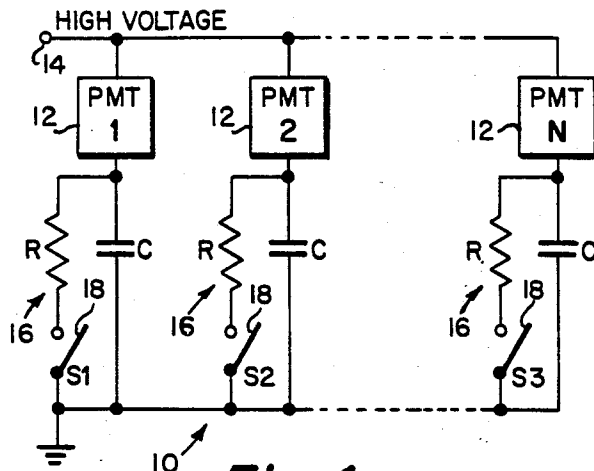 HIGH VOLTAGE
14
12 PMT 1
12 PMT 2
12 PMT N
R C
R C
R C
16 18
16 18
16 18
S1
S2
S3
10